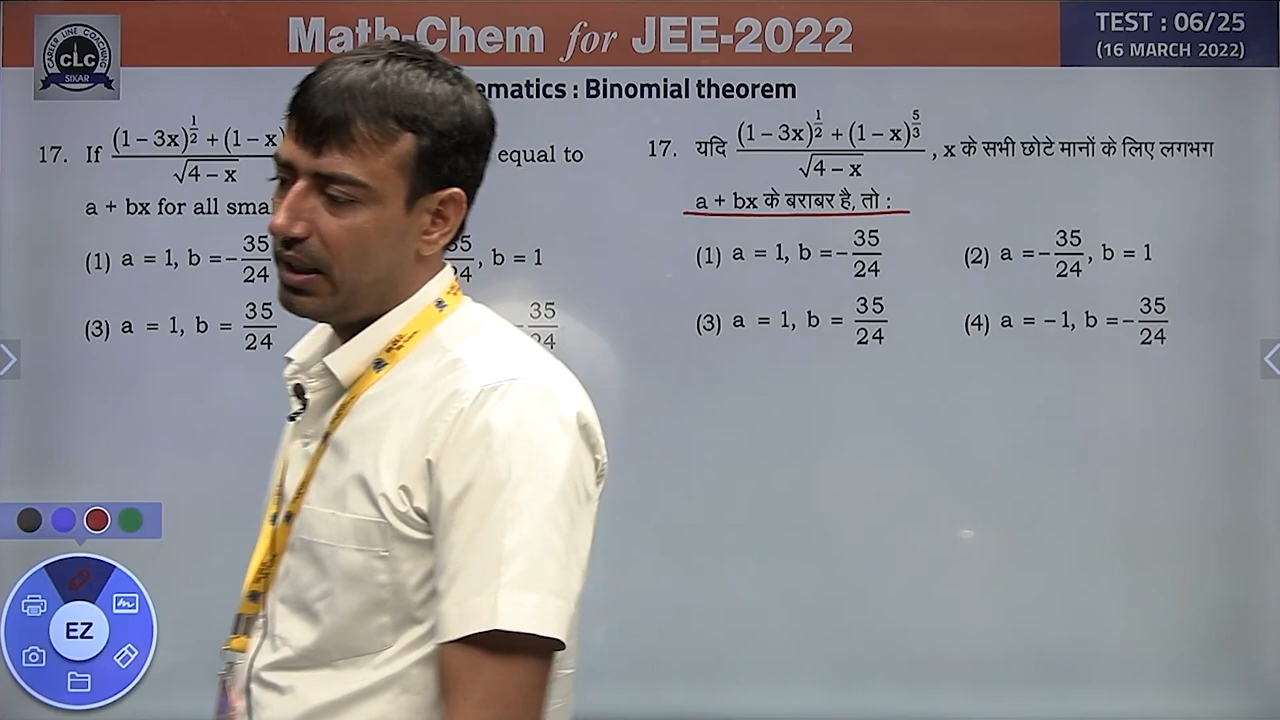 Math-Chem for JEE-2022
TEST : 06/25
(16 MARCH 2022)
CAREER LINE COACHING
CLC
SIKAR
ematics : Binomial theorem
17. If (1 – 3x)^(1/2) + (1 – x) / √(4 – x) equal to
a + bx for all smal
(1) a = 1, b = –35/24
, b = 1
(3) a = 1, b = 35/24
35/24
17. यदि (1 – 3x)^(1/2) + (1 – x)^(5/3) / √(4 – x) , x के सभी छोटे मानों के लिए लगभग
a + bx के बराबर है, तो :
(1) a = 1, b = –35/24 (2) a = –35/24, b = 1
(3) a = 1, b = 35/24 (4) a = –1, b = –35/24
EZ